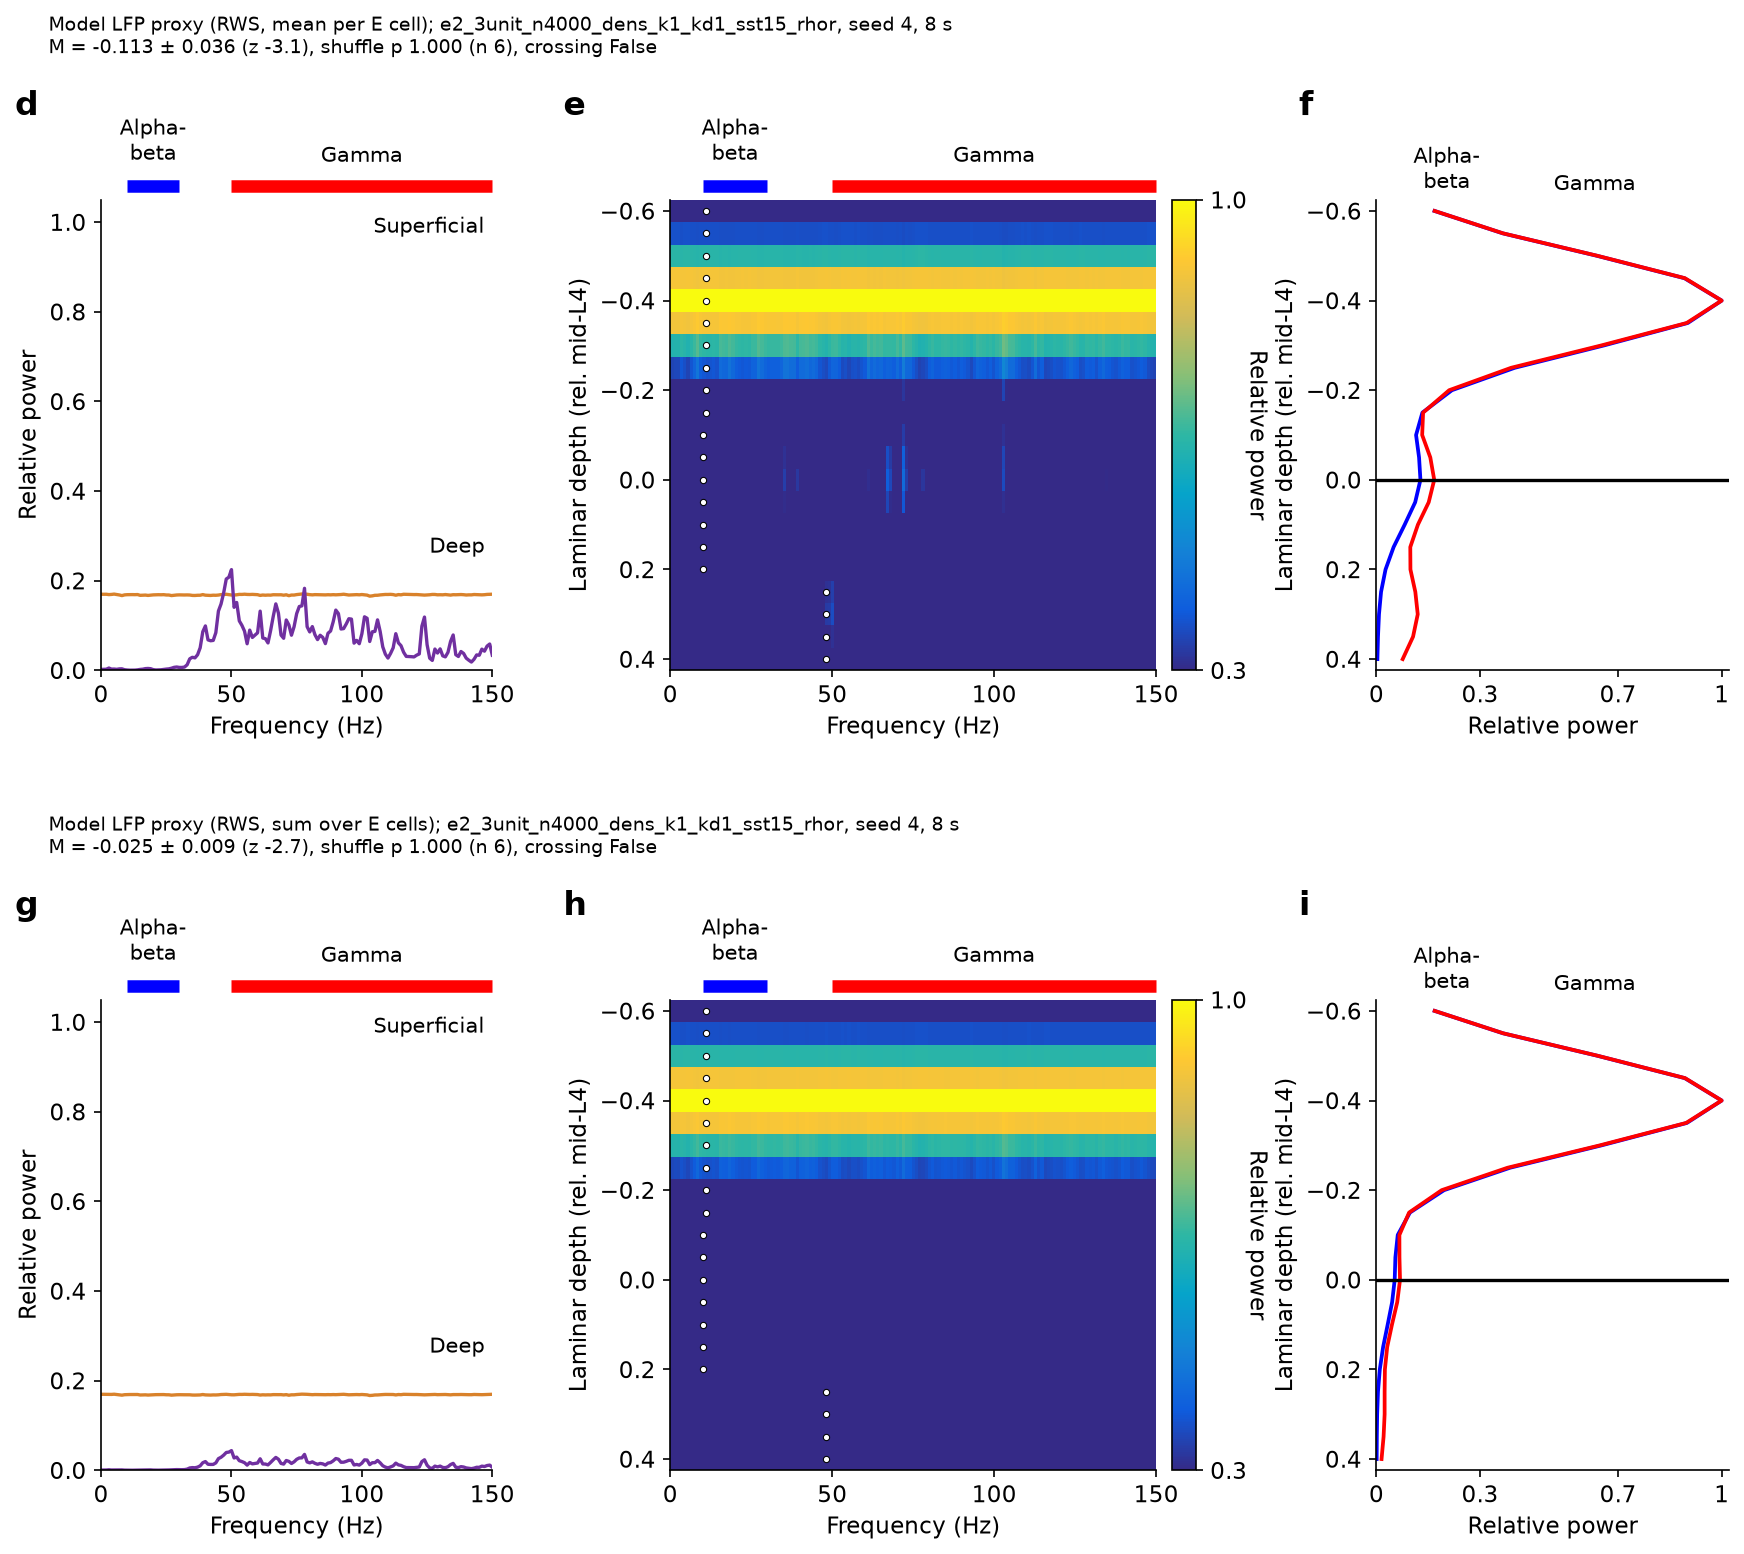 Model LFP proxy (RWS, mean per E cell); e2_3unit_n4000_dens_k1_kd1_sst15_rhor, seed 4, 8 s
M = -0.113 ± 0.036 (z -3.1), shuffle p 1.000 (n 6), crossing False
d
Alpha-
beta
Gamma
Superficial
Deep
1.0
0.8
0.6
0.4
0.2
0.0
Relative power
0
50
100
150
Frequency (Hz)
e
Alpha-
beta
Gamma
−0.6
−0.4
−0.2
0.0
0.2
0.4
Laminar depth (rel. mid-L4)
0
50
100
150
Frequency (Hz)
1.0
0.3
Relative power
f
Alpha-
beta
Gamma
−0.6
−0.4
−0.2
0.0
0.2
0.4
Laminar depth (rel. mid-L4)
0
0.3
0.7
1
Relative power
Model LFP proxy (RWS, sum over E cells); e2_3unit_n4000_dens_k1_kd1_sst15_rhor, seed 4, 8 s
M = -0.025 ± 0.009 (z -2.7), shuffle p 1.000 (n 6), crossing False
g
Alpha-
beta
Gamma
Superficial
Deep
1.0
0.8
0.6
0.4
0.2
0.0
Relative power
0
50
100
150
Frequency (Hz)
h
Alpha-
beta
Gamma
−0.6
−0.4
−0.2
0.0
0.2
0.4
Laminar depth (rel. mid-L4)
0
50
100
150
Frequency (Hz)
1.0
0.3
Relative power
i
Alpha-
beta
Gamma
−0.6
−0.4
−0.2
0.0
0.2
0.4
Laminar depth (rel. mid-L4)
0
0.3
0.7
1
Relative power